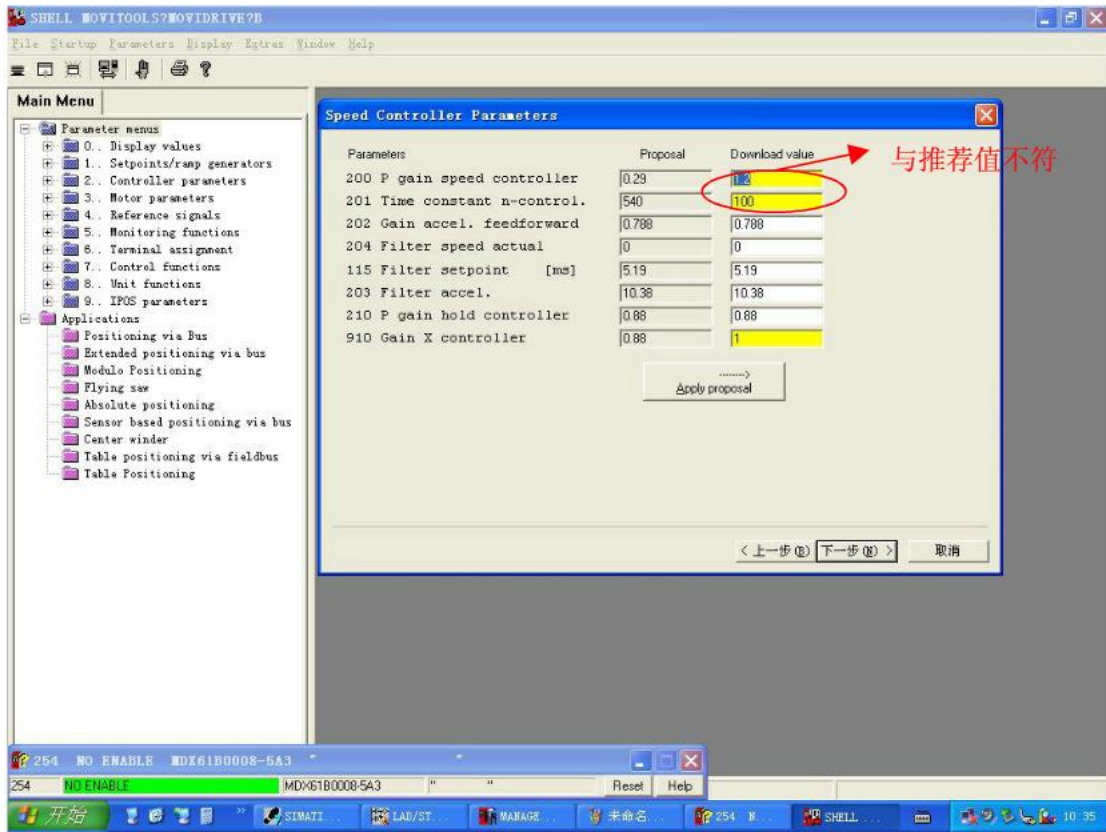 SHELL MOVITOOLS?MOVIDRIVE?B
File Startup Parameters Display Extras Window Help
Main Menu
Parameter menus
0.. Display values
1.. Setpoints/ramp generators
2.. Controller parameters
3.. Motor parameters
4.. Reference signals
5.. Monitoring functions
6.. Terminal assignment
7.. Control functions
8.. Unit functions
9.. IPOS parameters
Applications
Positioning via Bus
Extended positioning via bus
Modulo Positioning
Flying saw
Absolute positioning
Sensor based positioning via bus
Center winder
Table positioning via fieldbus
Table Positioning
Speed Controller Parameters
Parameters Proposal Download value
与推荐值不符
200 P gain speed controller 0.29 1.2
201 Time constant n-control. 540 100
202 Gain accel. feedforward 0.788 0.788
204 Filter speed actual 0 0
115 Filter setpoint [ms] 5.19 5.19
203 Filter accel. 10.38 10.38
210 P gain hold controller 0.88 0.88
910 Gain X controller 0.88 1
-------->
Apply proposal
< 上一步(B) 下一步(N) > 取消
254 NO ENABLE MDX61B0008-5A3
254 NO ENABLE MDX61B0008-5A3 " " Reset Help
开始 " SIMATI... LAD/ST... MANAGE... 未命名... 254 N... SHELL ... 10:35